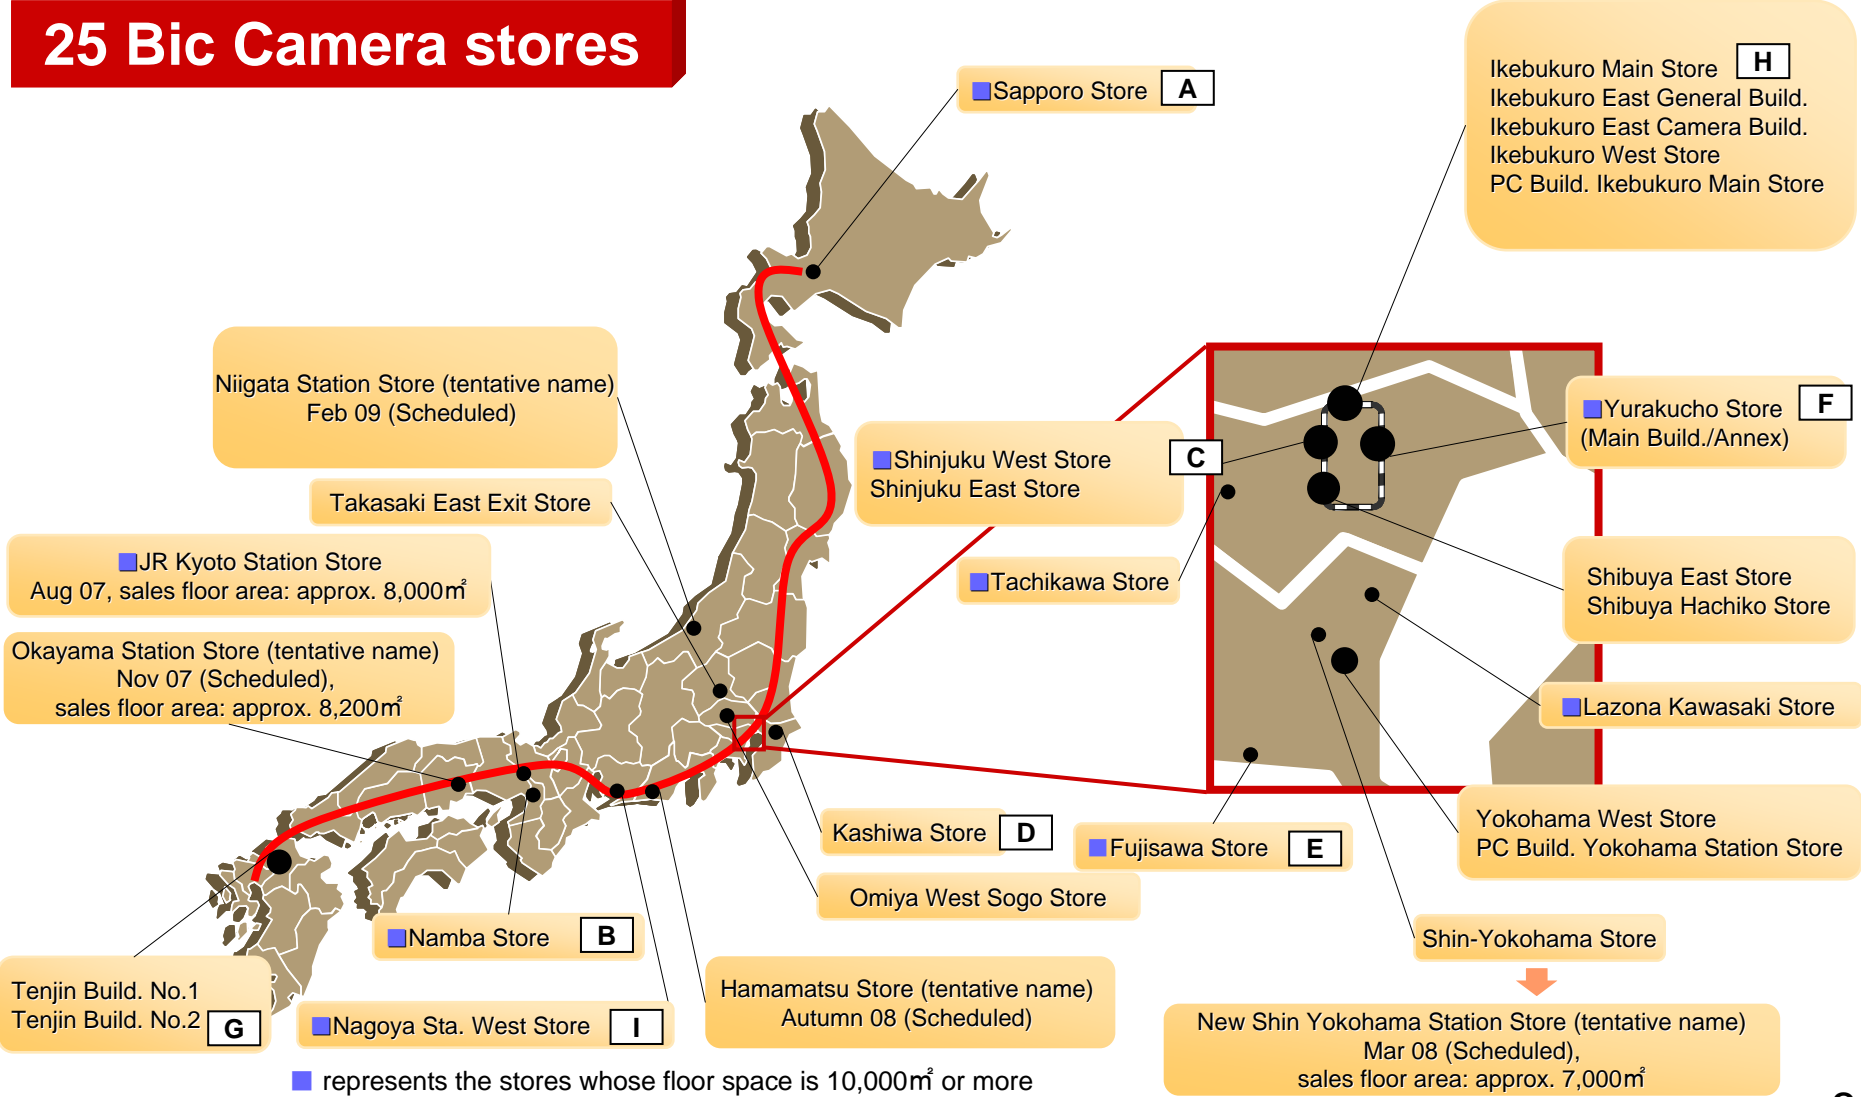 25 Bic Camera stores
Sapporo Store
A
Ikebukuro Main Store
H
Ikebukuro East General Build.
Ikebukuro East Camera Build.
Ikebukuro West Store
PC Build. Ikebukuro Main Store
Niigata Station Store (tentative name)
Feb 09 (Scheduled)
Takasaki East Exit Store
JR Kyoto Station Store
Aug 07, sales floor area: approx. 8,000㎡
Okayama Station Store (tentative name)
Nov 07 (Scheduled),
sales floor area: approx. 8,200㎡
Shinjuku West Store
Shinjuku East Store
C
Tachikawa Store
Yurakucho Store
F
(Main Build./Annex)
Shibuya East Store
Shibuya Hachiko Store
Lazona Kawasaki Store
Yokohama West Store
PC Build. Yokohama Station Store
Kashiwa Store
D
Fujisawa Store
E
Omiya West Sogo Store
Namba Store
B
Shin-Yokohama Store
Tenjin Build. No.1
Tenjin Build. No.2
G
Nagoya Sta. West Store
I
Hamamatsu Store (tentative name)
Autumn 08 (Scheduled)
New Shin Yokohama Station Store (tentative name)
Mar 08 (Scheduled),
sales floor area: approx. 7,000㎡
represents the stores whose floor space is 10,000㎡ or more